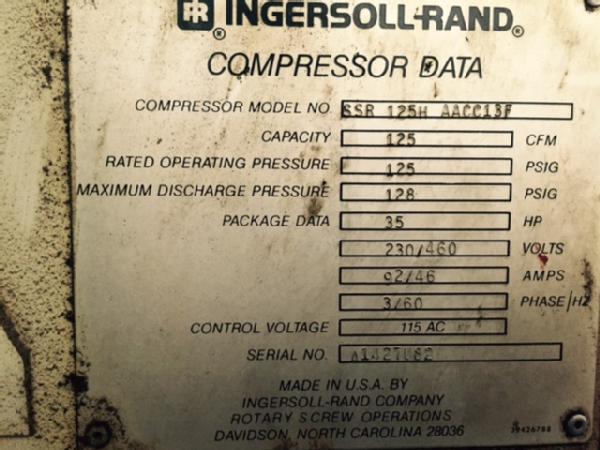 IR INGERSOLL-RAND®
COMPRESSOR DATA
COMPRESSOR MODEL NO. SSR 125H AACC13F
CAPACITY 125 CFM
RATED OPERATING PRESSURE 125 PSIG
MAXIMUM DISCHARGE PRESSURE 128 PSIG
PACKAGE DATA 35 HP
230/460 VOLTS
92/46 AMPS
3/60 PHASE/HZ
CONTROL VOLTAGE 115 AC
SERIAL NO.
MADE IN U.S.A. BY
INGERSOLL-RAND COMPANY
ROTARY SCREW OPERATIONS
DAVIDSON, NORTH CAROLINA 28036
39426788